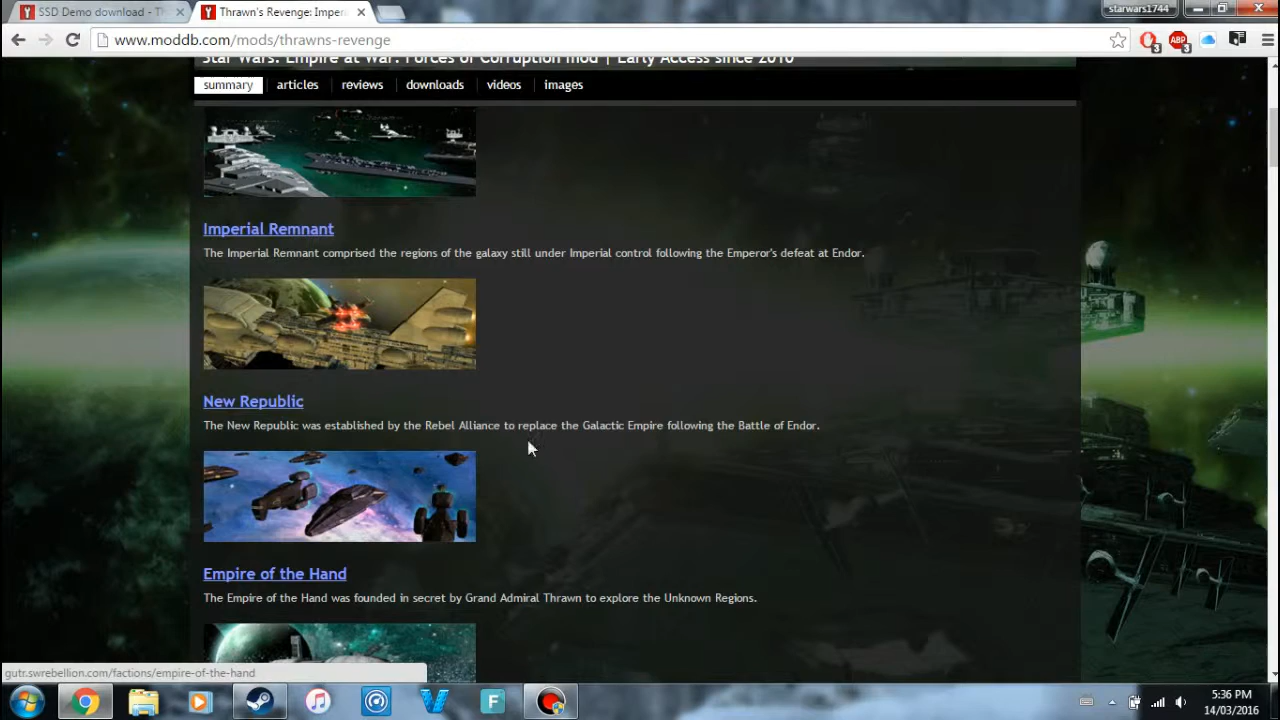 SSD Demo download - Th
Thrawn's Revenge: Imper
starwars1744
www.moddb.com/mods/thrawns-revenge
3
ABP
3
Star Wars: Empire at War: Forces of Corruption mod | Early Access since 2010
summary
articles
reviews
downloads
videos
images
Imperial Remnant
The Imperial Remnant comprised the regions of the galaxy still under Imperial control following the Emperor's defeat at Endor.
New Republic
The New Republic was established by the Rebel Alliance to replace the Galactic Empire following the Battle of Endor.
Empire of the Hand
The Empire of the Hand was founded in secret by Grand Admiral Thrawn to explore the Unknown Regions.
gutr.swrebellion.com/factions/empire-of-the-hand
F
5:36 PM
14/03/2016